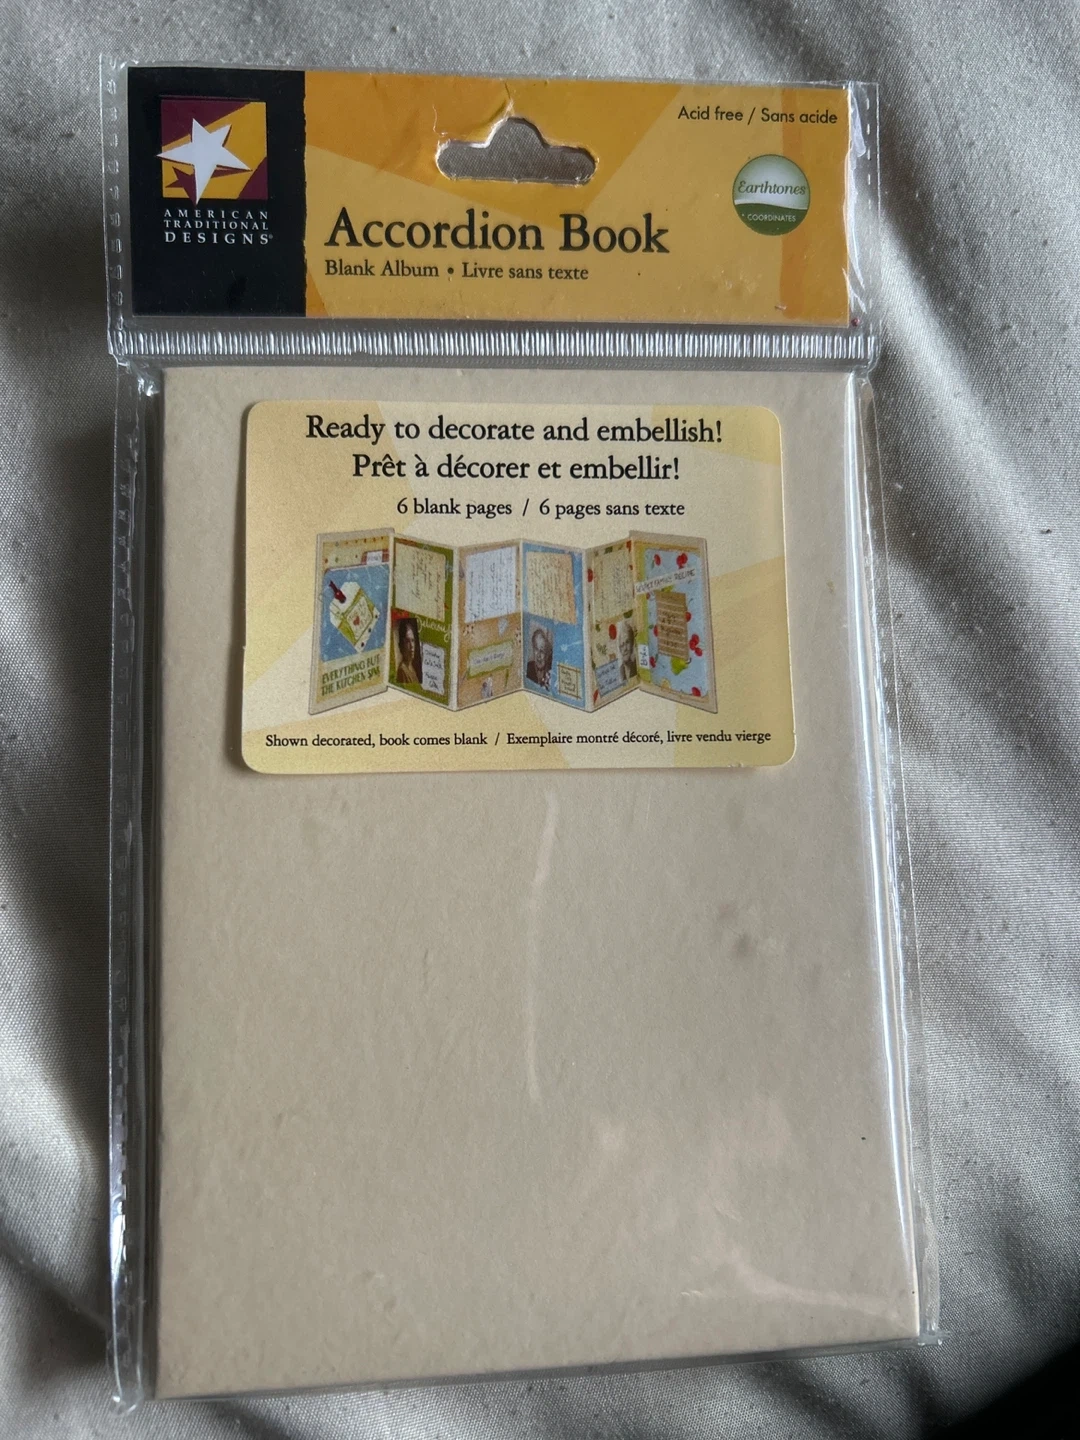 AMERICAN
TRADITIONAL
DESIGNS®
Acid free / Sans acide
Earthtones
• COORDINATES
Accordion Book
Blank Album • Livre sans texte
Ready to decorate and embellish!
Prêt à décorer et embellir!
6 blank pages / 6 pages sans texte
EVERYTHING BUT
THE KITCHEN SINK
Shown decorated, book comes blank / Exemplaire montré décoré, livre vendu vierge